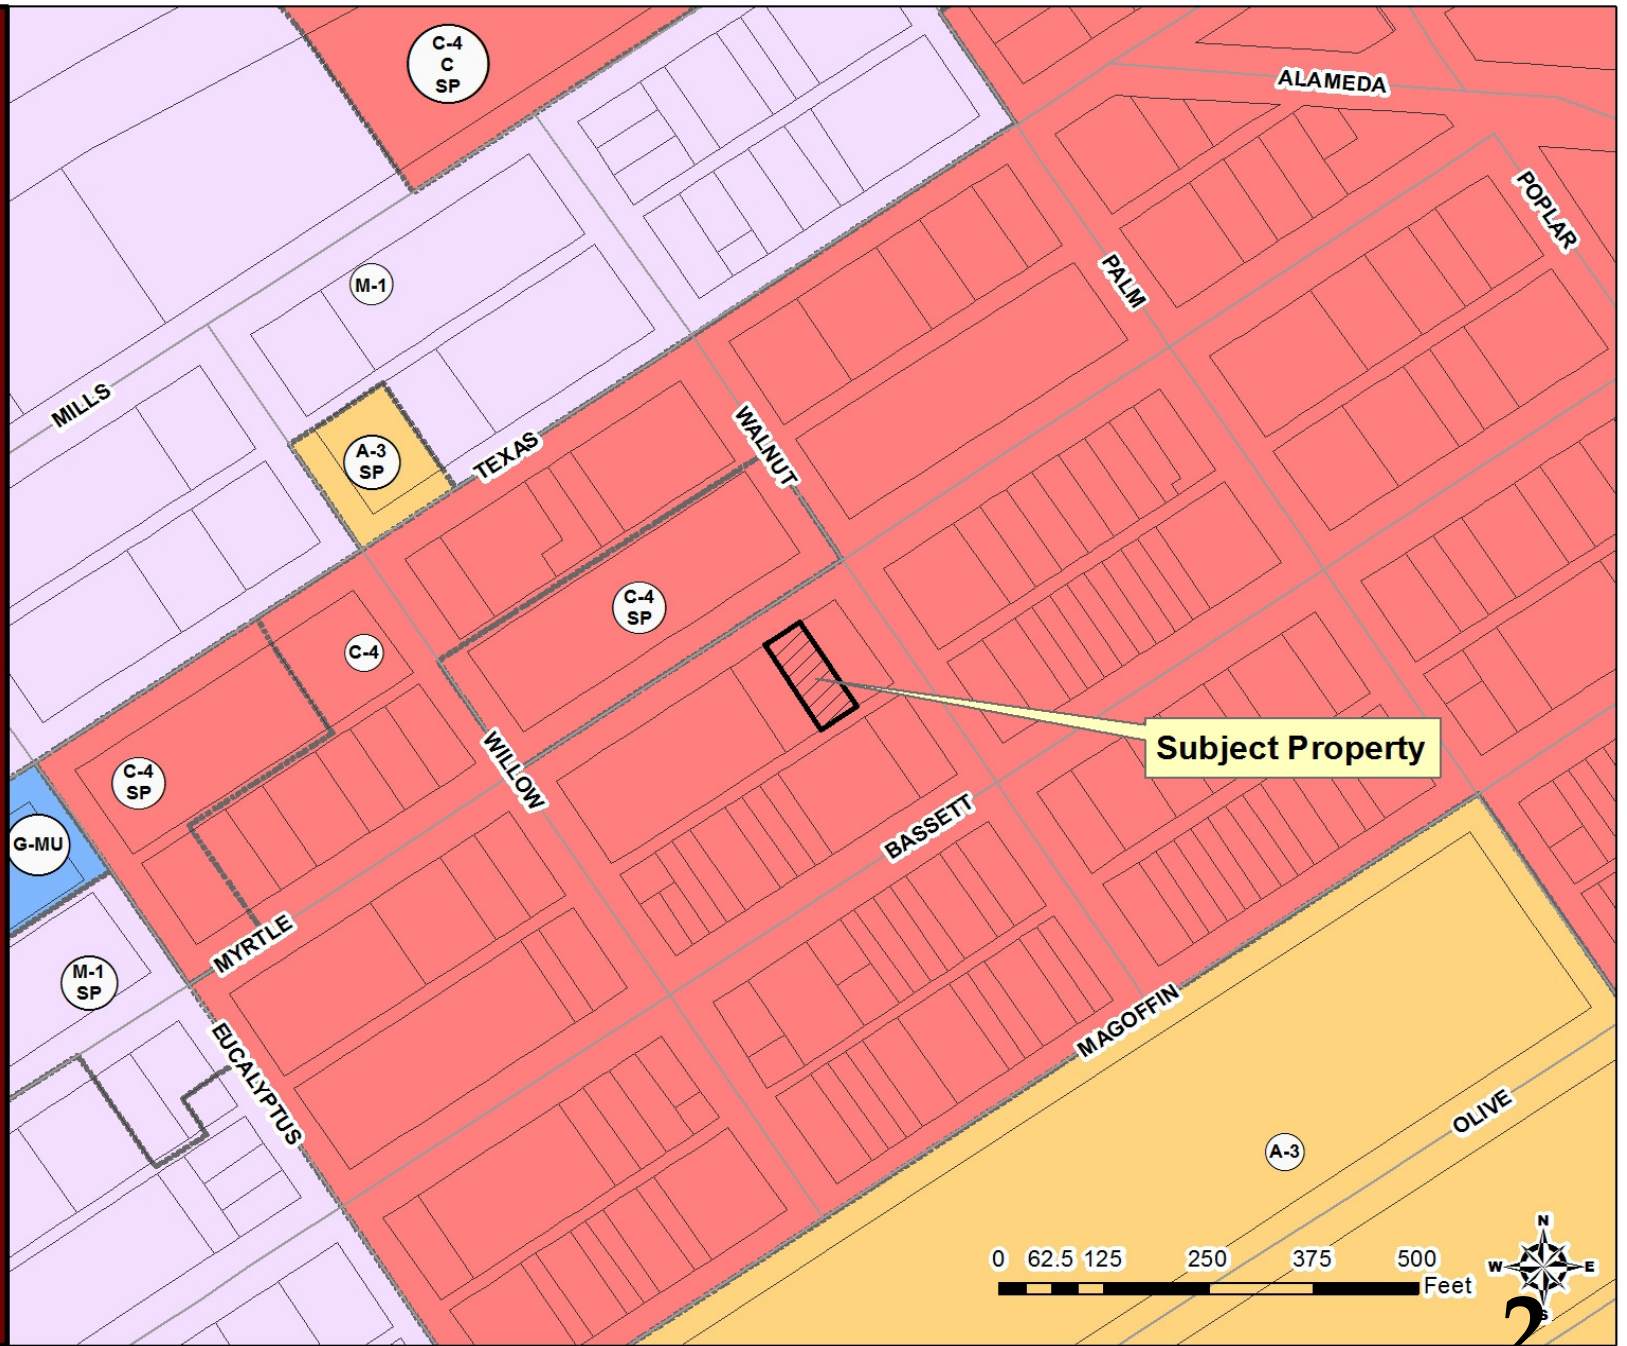 C-4
C
SP
ALAMEDA
POPLAR
PALM
M-1
MILLS
A-3
SP
TEXAS
WALNUT
C-4
SP
C-4
Subject Property
WILLOW
C-4
SP
G-MU
BASSETT
MYRTLE
M-1
SP
MAGOFFIN
EUCALYPTUS
OLIVE
A-3
N
W E
S
0 62.5 125 250 375 500
Feet
2